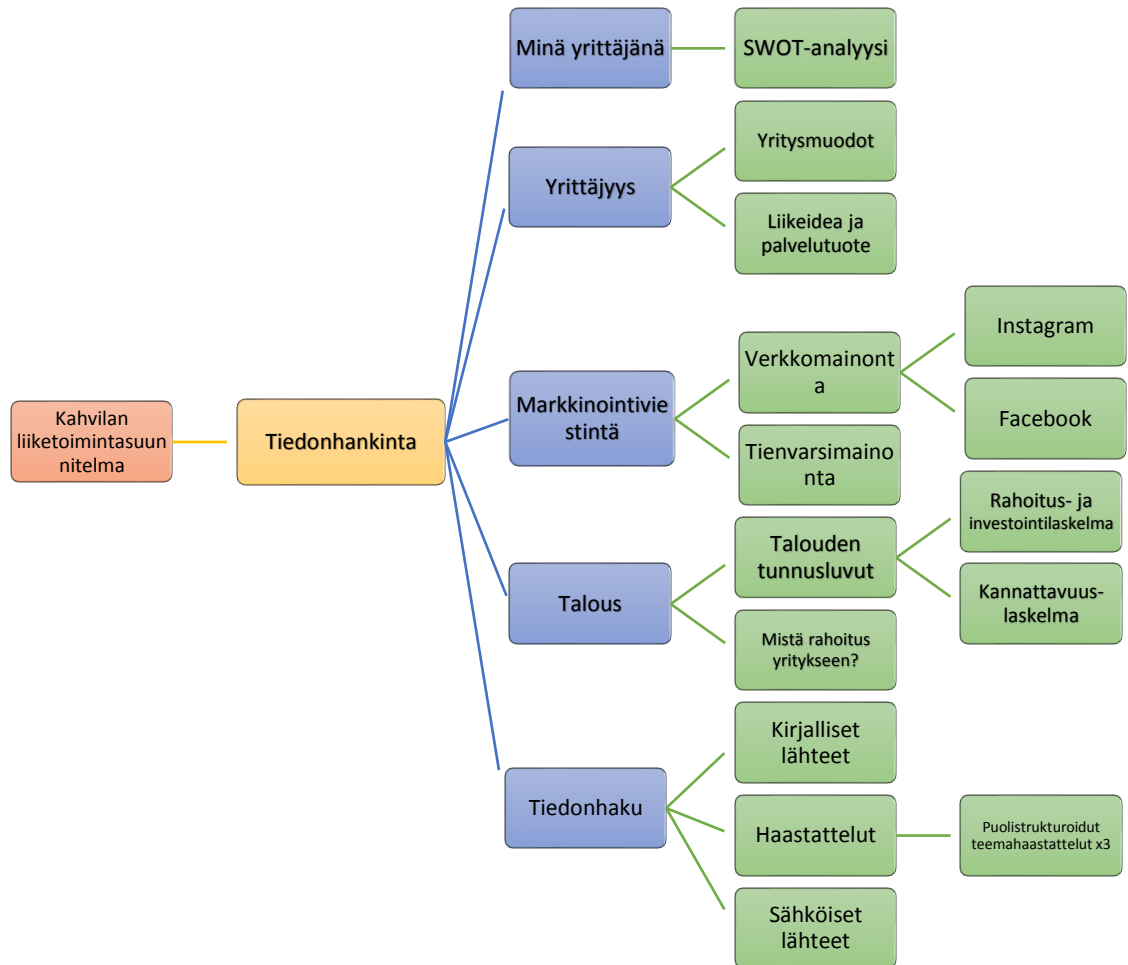 Kahvilan
liiketoimintasuun
nitelma
Tiedonhankinta
Minä yrittäjänä
SWOT-analyysi
Yrittäjyys
Yritysmuodot
Liikeidea ja
palvelutuote
Markkinointivie
stintä
Verkkomainont
a
Instagram
Facebook
Tienvarsimaino
nta
Talous
Talouden
tunnusluvut
Rahoitus- ja
investointilaskelma
Kannattavuus-
laskelma
Mistä rahoitus
yritykseen?
Tiedonhaku
Kirjalliset
lähteet
Haastattelut
Puolistrukturoidut
teemahaastattelut x3
Sähköiset
lähteet